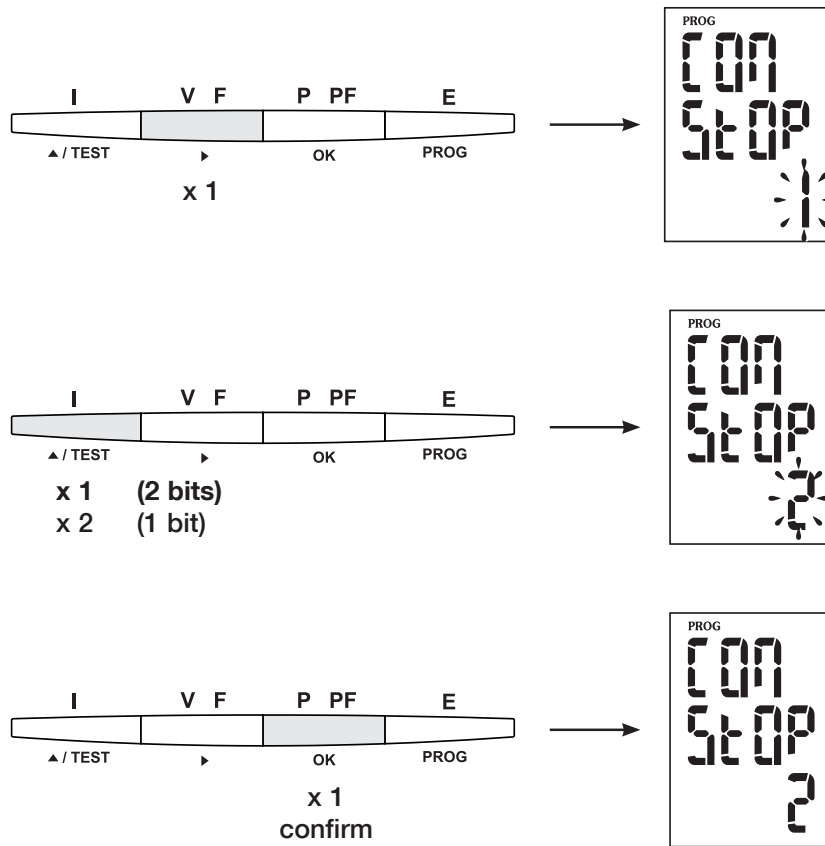 I V F P PF E
▲ / TEST ▶ OK PROG
x 1
PROG
COM
StOP
1
I V F P PF E
▲ / TEST ▶ OK PROG
x 1 (2 bits)
x 2 (1 bit)
PROG
COM
StOP
2
I V F P PF E
▲ / TEST ▶ OK PROG
x 1
confirm
PROG
COM
StOP
2